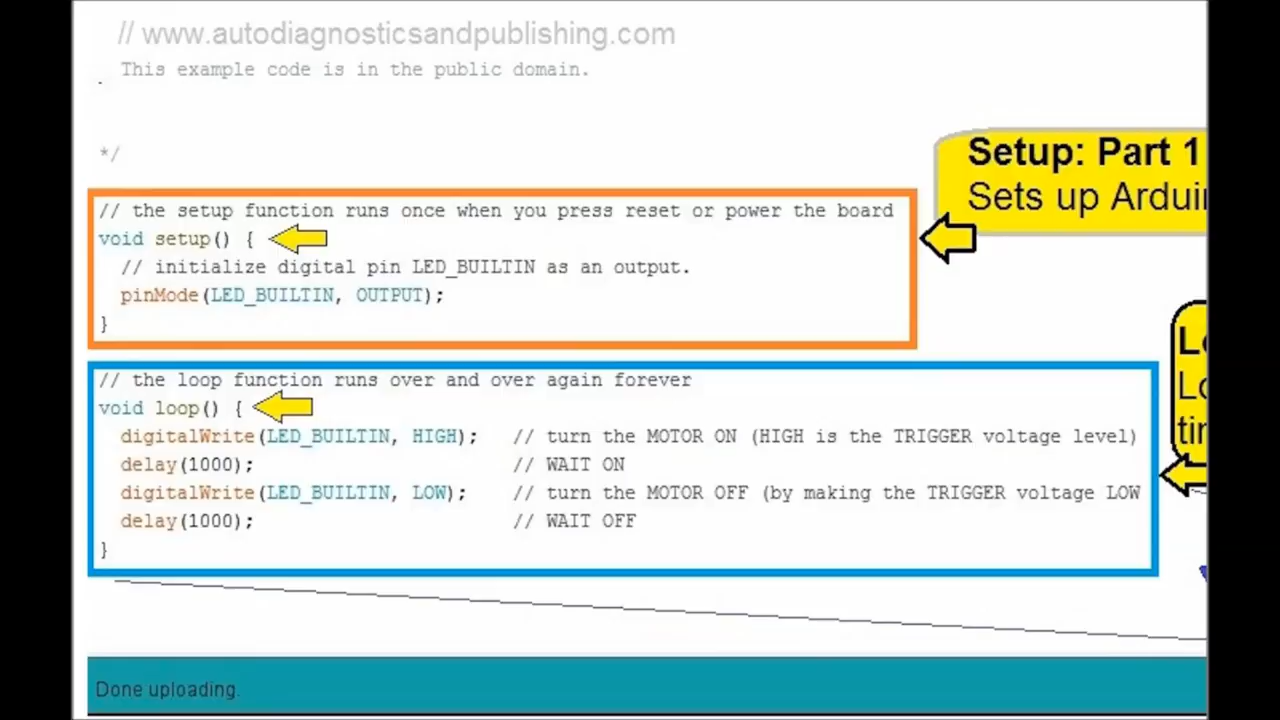 // www.autodiagnosticsandpublishing.com
This example code is in the public domain.
*/
// the setup function runs once when you press reset or power the board
void setup() {
// initialize digital pin LED_BUILTIN as an output.
pinMode(LED_BUILTIN, OUTPUT);
}
Setup: Part 1
Sets up Ardui
// the loop function runs over and over again forever
void loop() {
digitalWrite(LED_BUILTIN, HIGH); // turn the MOTOR ON (HIGH is the TRIGGER voltage level)
delay(1000); // WAIT ON
digitalWrite(LED_BUILTIN, LOW); // turn the MOTOR OFF (by making the TRIGGER voltage LOW
delay(1000); // WAIT OFF
}
Done uploading.